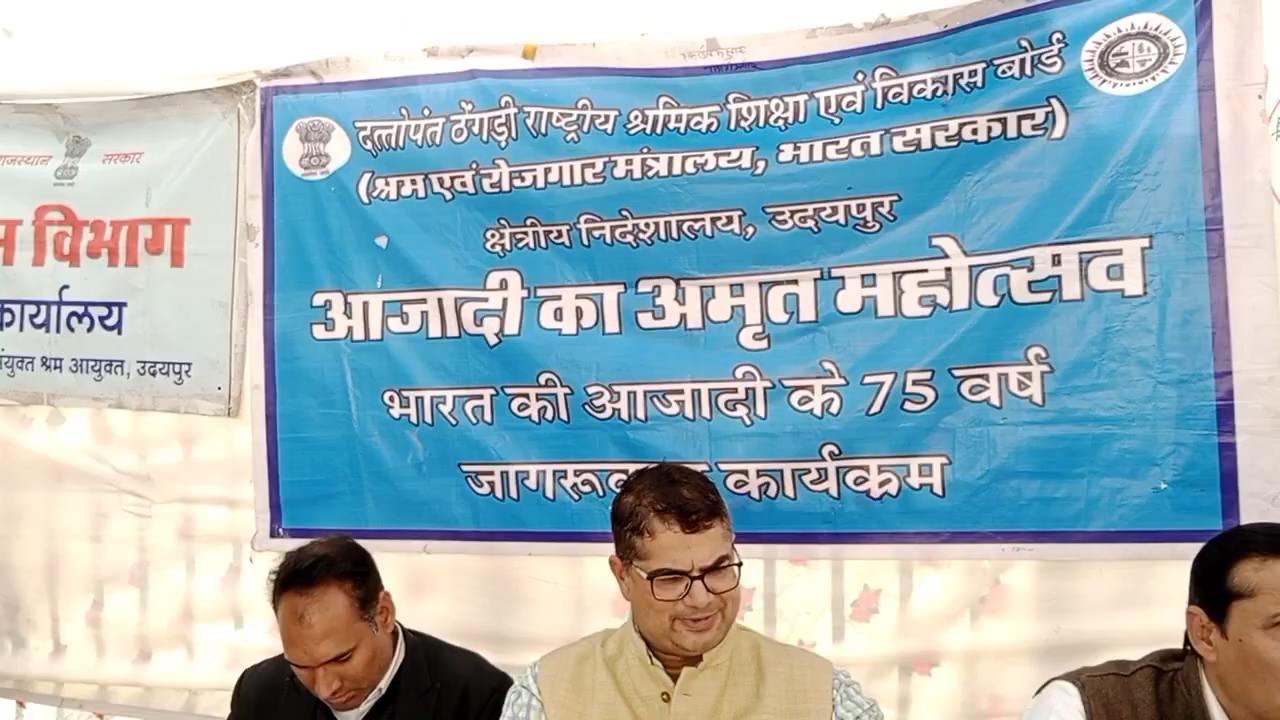 राजस्थान सरकार
विभाग
कार्यालय
संयुक्त श्रम आयुक्त, उदयपुर
दत्तोपंत ठेंगड़ी राष्ट्रीय श्रमिक शिक्षा एवं विकास बोर्ड
(श्रम एवं रोजगार मंत्रालय, भारत सरकार)
क्षेत्रीय निदेशालय, उदयपुर
आजादी का अमृत महोत्सव
भारत की आजादी के 75 वर्ष
कार्यक्रम